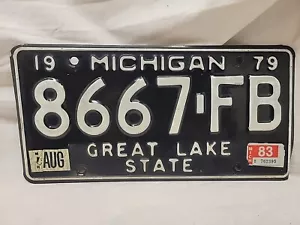 19 MICHIGAN 79
8667-FB
AUG GREAT LAKE 83
STATE